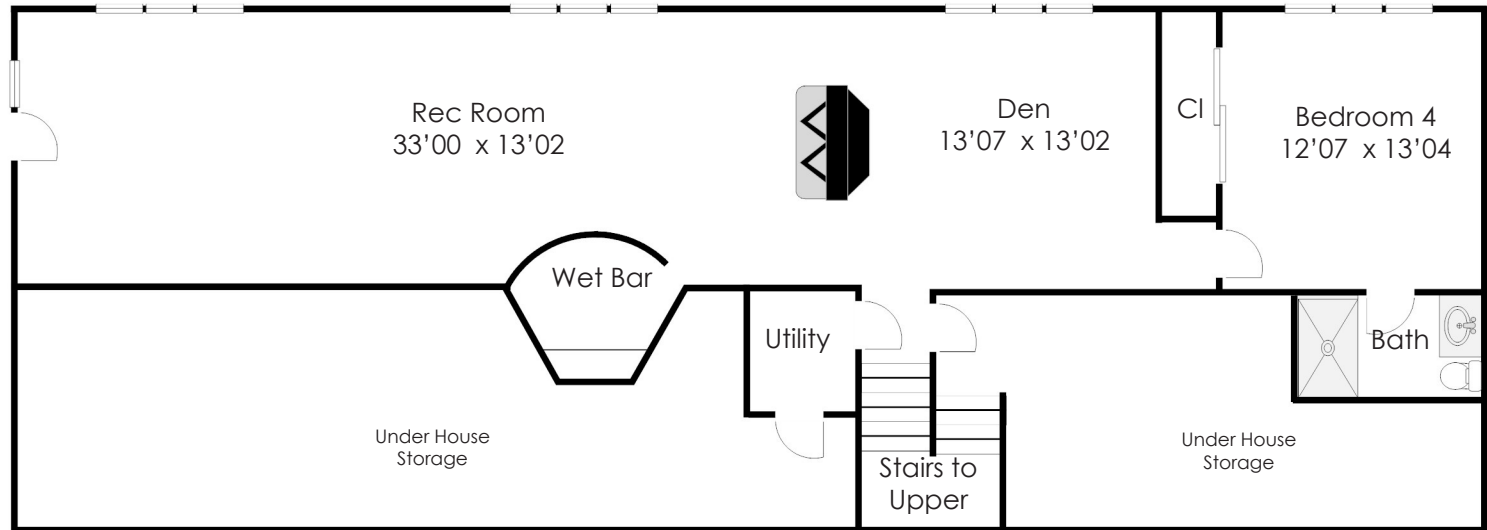 Rec Room
33’00 x 13’02
Den
13’07 x 13’02
Cl
Bedroom 4
12’07 x 13’04
Wet Bar
Utility
Bath
Under House
Storage
Stairs to
Upper
Under House
Storage